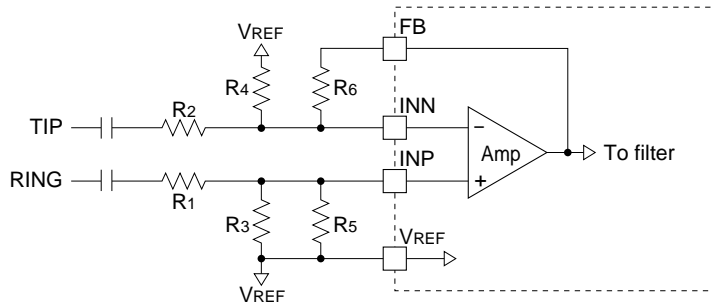 VREF
FB
R4
R6
R2
INN
TIP
−
Amp
To filter
INP
RING
+
R1
R3
R5
VREF
VREF